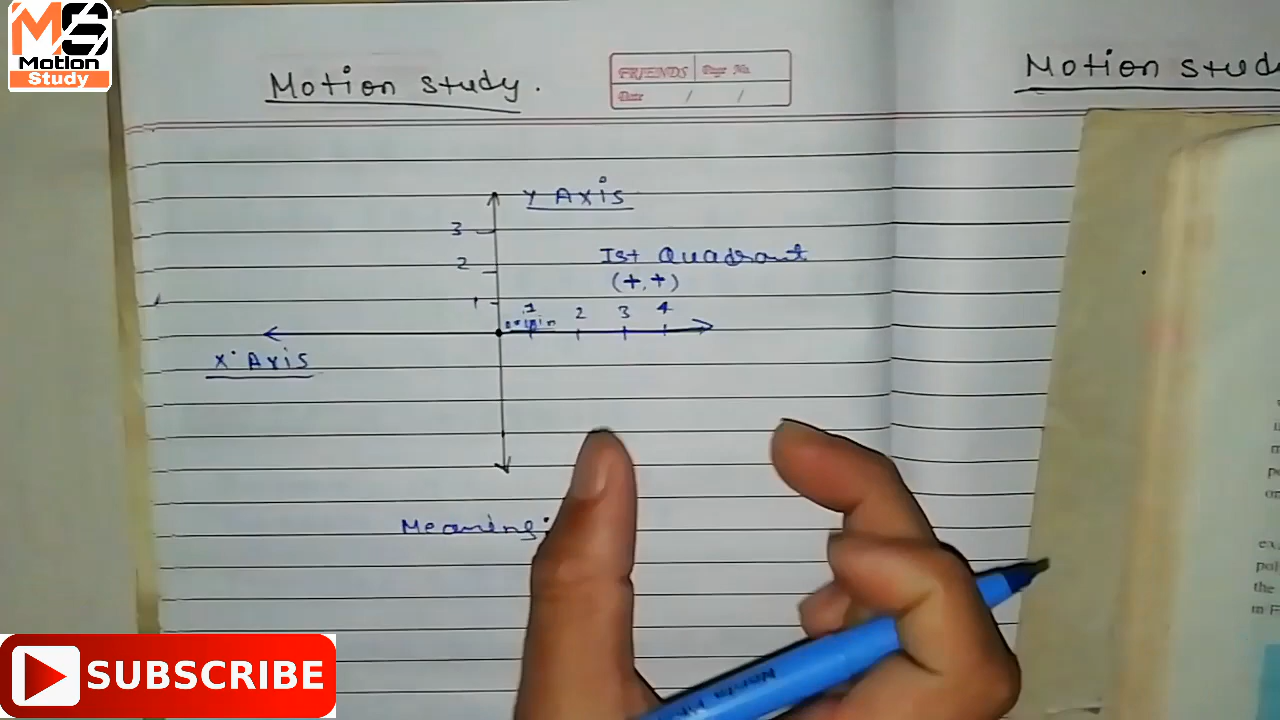 MS
Motion
Study
Motion study.
FRIENDS Page No.
Date / /
Motion stud
Y Axis
3
Ist Quadrant
2
(+,+)
1
1 2 3 4
origin
X Axis
Meaning:
SUBSCRIBE